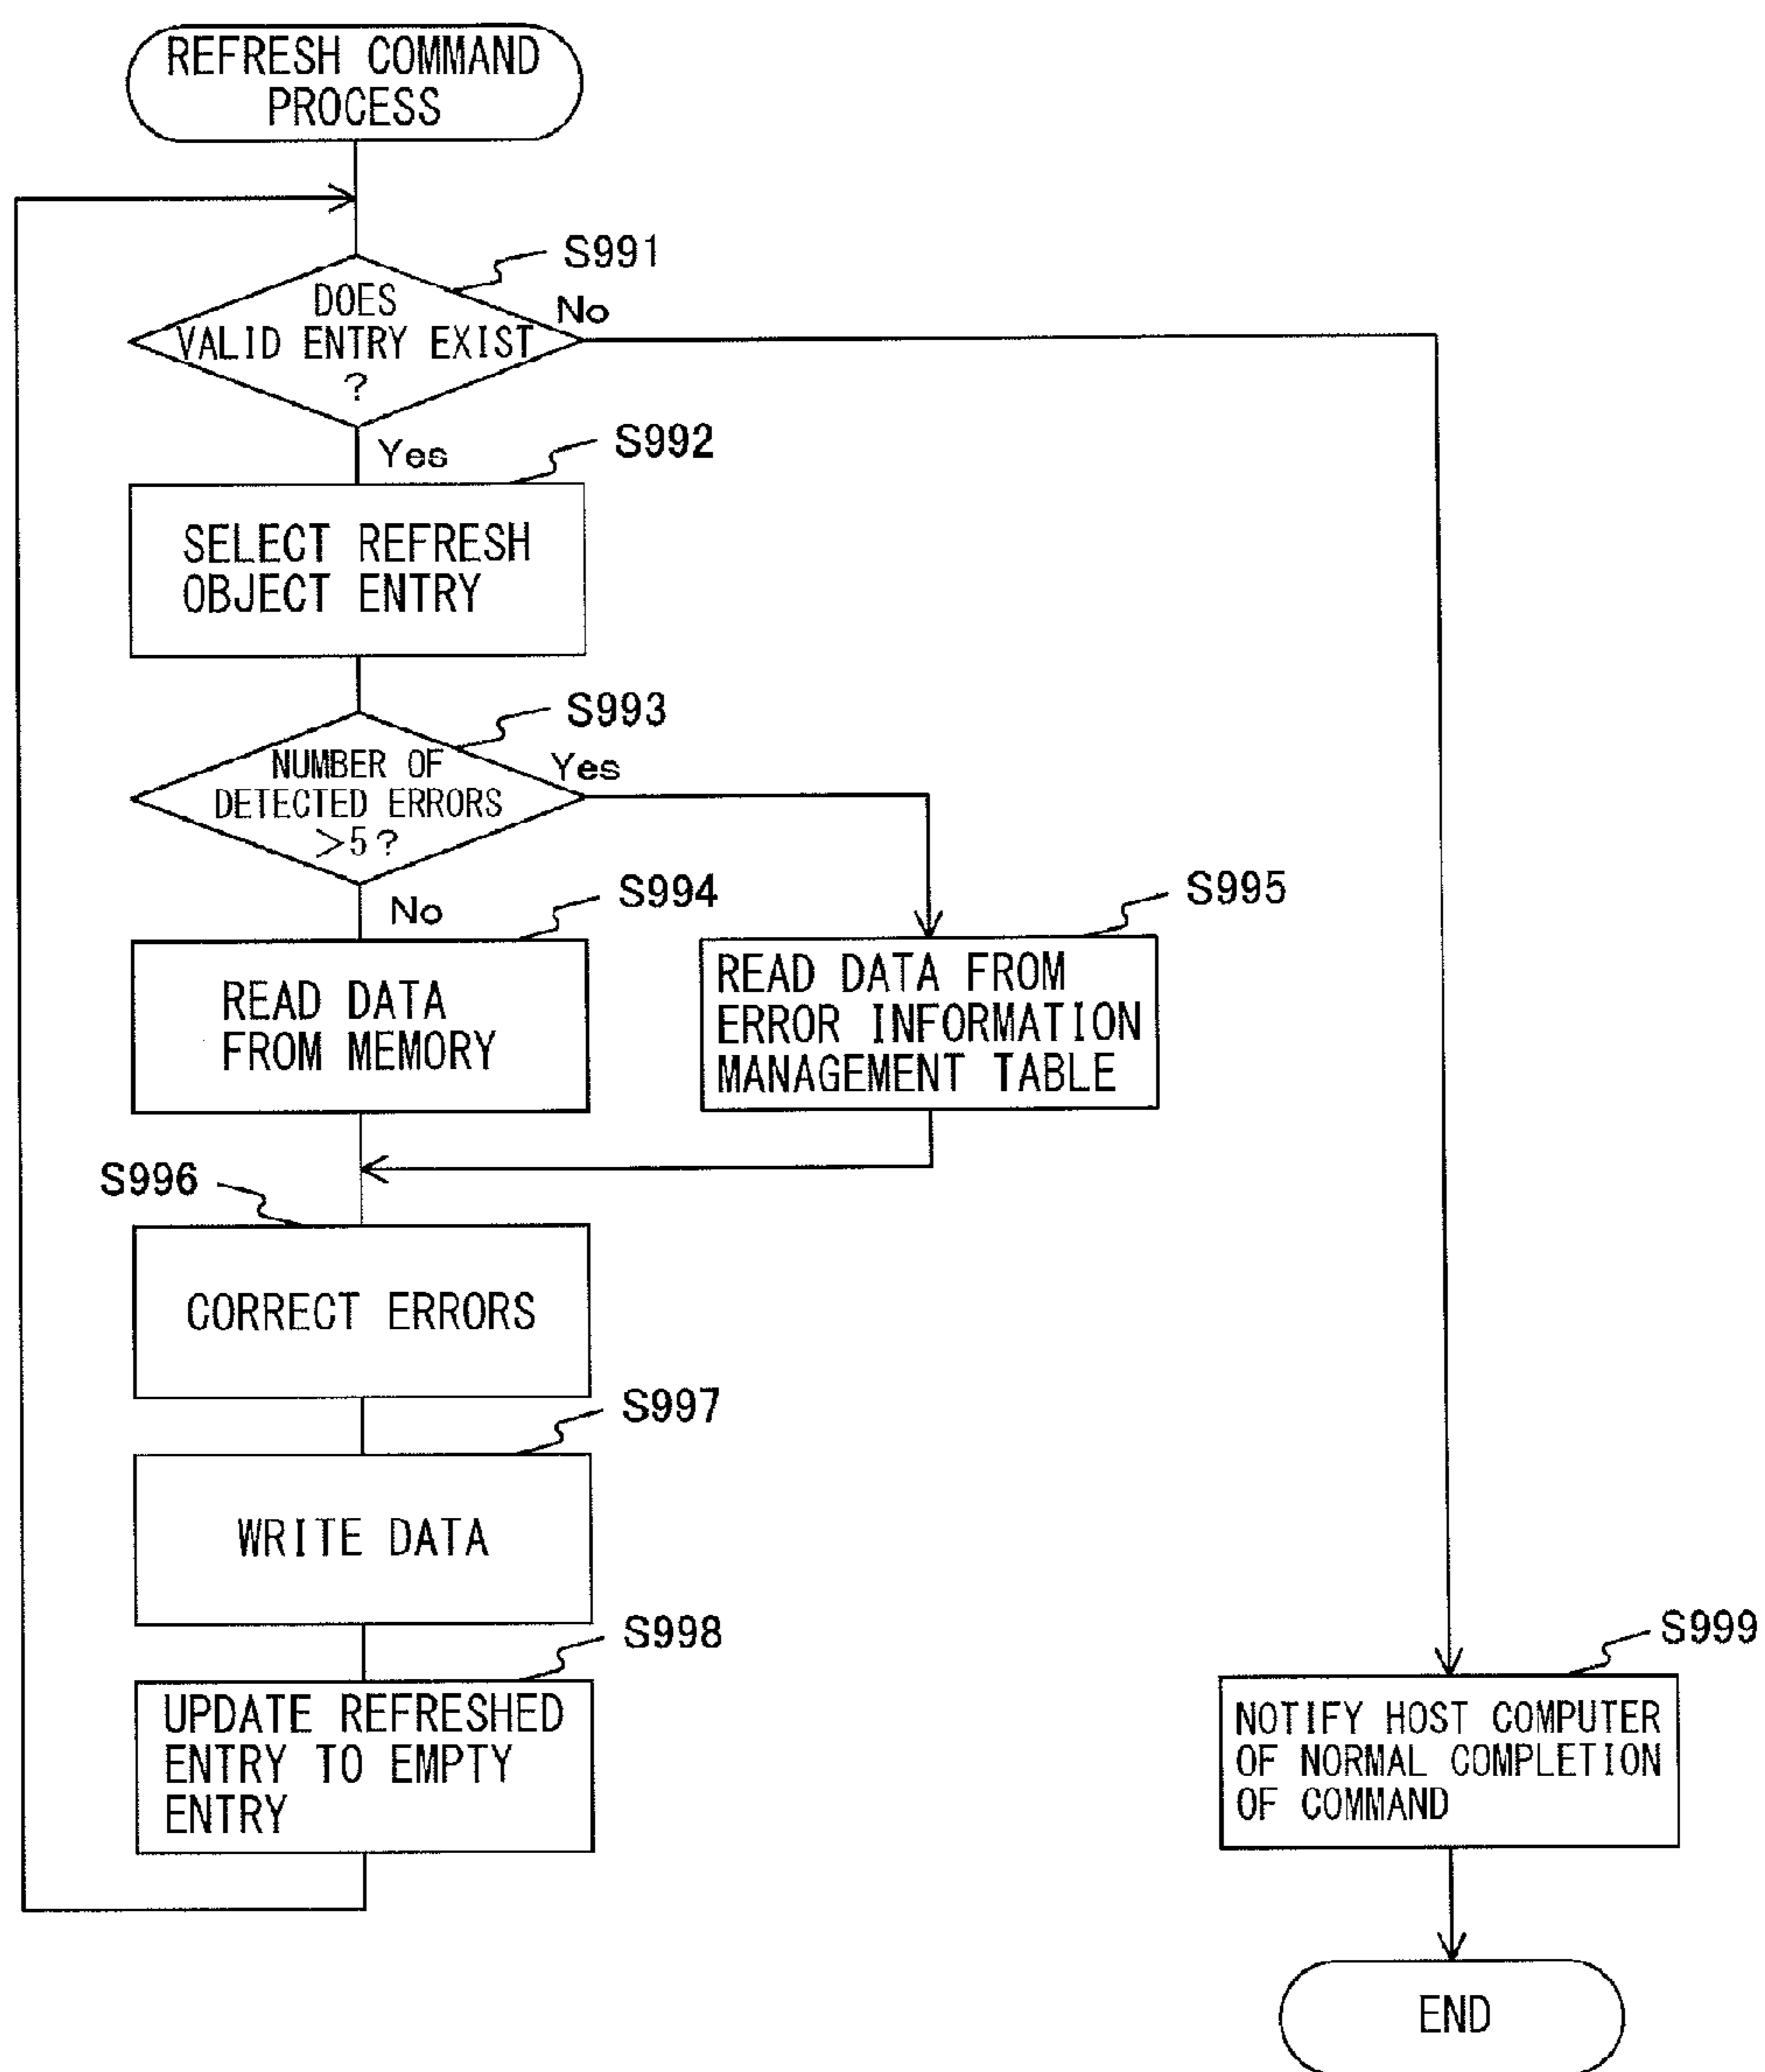 REFRESH COMMAND
PROCESS
S991
DOES
VALID ENTRY EXIST
?
No
Yes
S992
SELECT REFRESH
OBJECT ENTRY
S993
NUMBER OF
DETECTED ERRORS
>5?
Yes
No
S994
READ DATA
FROM MEMORY
S995
READ DATA FROM
ERROR INFORMATION
MANAGEMENT TABLE
S996
CORRECT ERRORS
S997
WRITE DATA
S998
UPDATE REFRESHED
ENTRY TO EMPTY
ENTRY
S999
NOTIFY HOST COMPUTER
OF NORMAL COMPLETION
OF COMMAND
END